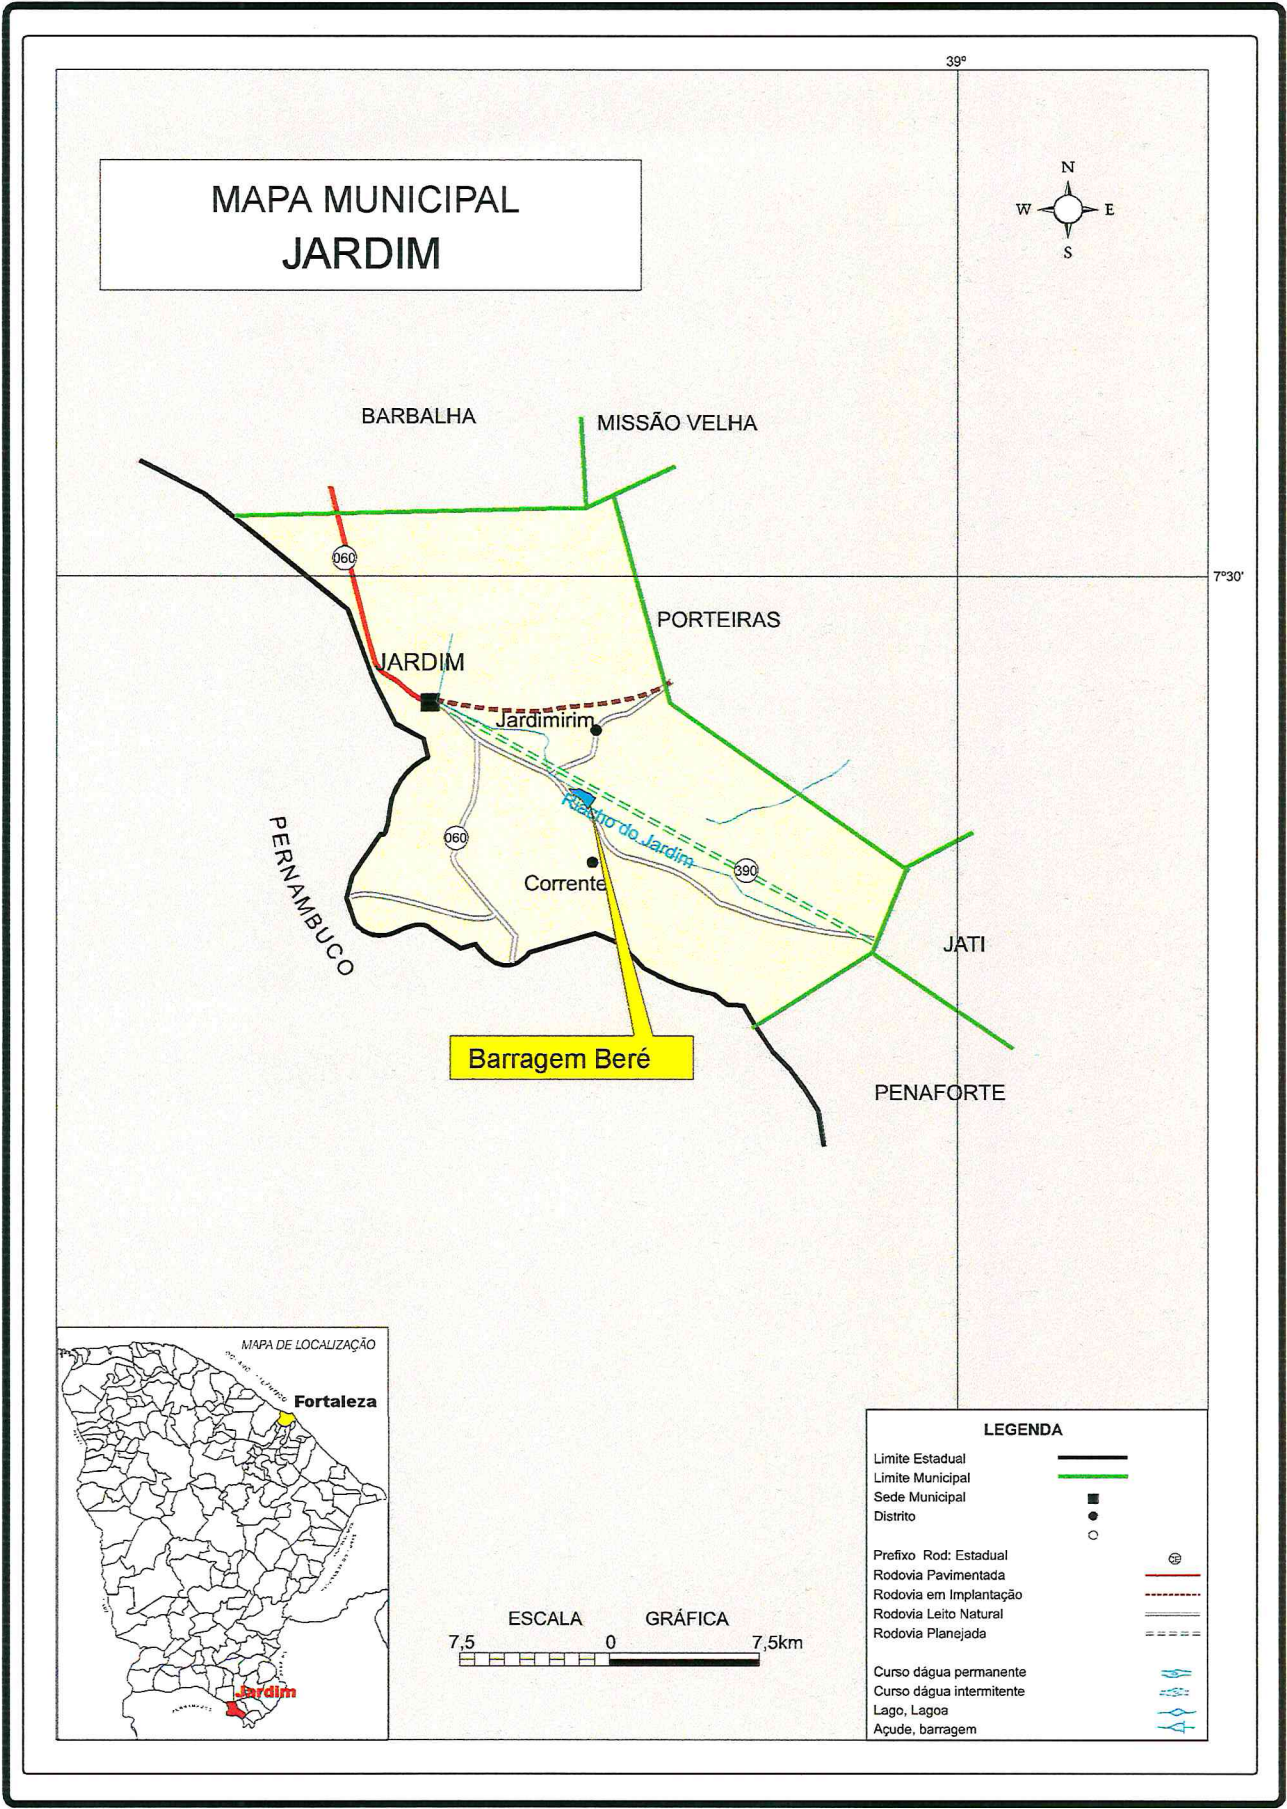 39º
MAPA MUNICIPAL
JARDIM
N
W
E
S
BARBALHA
MISSÃO VELHA
060
7º30'
PORTEIRAS
JARDIM
Jardimirim
Riacho do Jardim
060
390
PERNAMBUCO
Corrente
JATI
Barragem Beré
PENAFORTE
MAPA DE LOCALIZAÇÃO
Fortaleza
Jardim
PERNAMBUCO
ESCALA GRÁFICA
7,5 0 7,5km
LEGENDA
Limite Estadual
Limite Municipal
Sede Municipal
Distrito
Prefixo Rod: Estadual
Rodovia Pavimentada
Rodovia em Implantação
Rodovia Leito Natural
Rodovia Planejada
Curso dágua permanente
Curso dágua intermitente
Lago, Lagoa
Açude, barragem